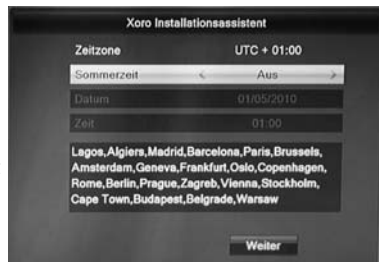 Xoro Installationsassistent
Zeitzone UTC + 01:00
Sommerzeit < Aus >
Datum 01/05/2010
Zeit 01:00
Lagos,Algiers,Madrid,Barcelona,Paris,Brussels,
Amsterdam,Geneva,Frankfurt,Oslo,Copenhagen,
Rome,Berlin,Prague,Zagreb,Vienna,Stockholm,
Cape Town,Budapest,Belgrade,Warsaw
Weiter